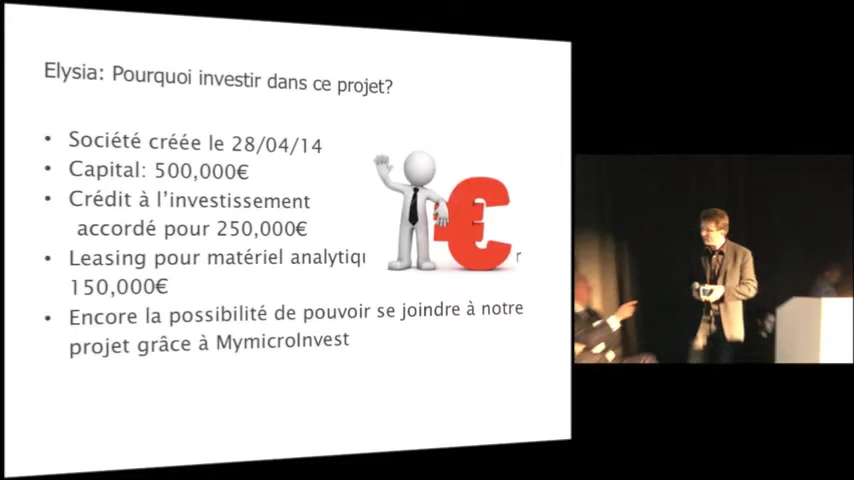 Elysia: Pourquoi investir dans ce projet?
• Société créée le 28/04/14
• Capital: 500,000€
• Crédit à l’investissement
accordé pour 250,000€
• Leasing pour matériel
150,000€
• Encore la possibilité de pouvoir se joindre à notre
projet grâce à MymicroInvest